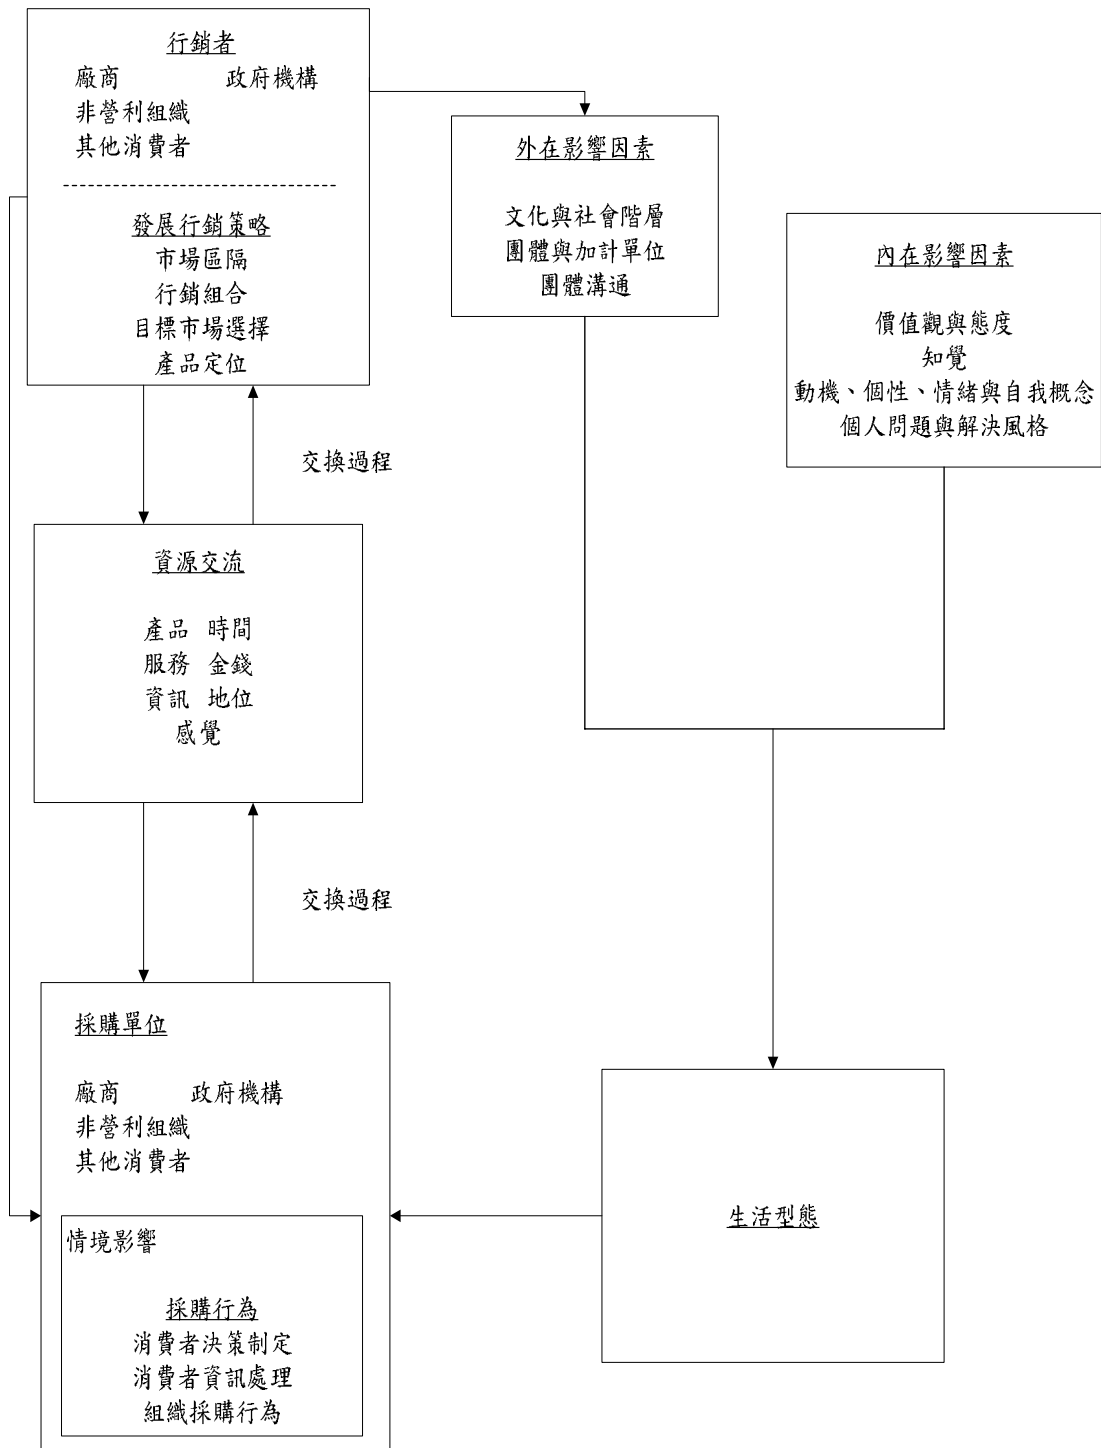 行銷者
廠商 政府機構
非營利組織
其他消費者
發展行銷策略
市場區隔
行銷組合
目標市場選擇
產品定位
外在影響因素
文化與社會階層
團體與加計單位
團體溝通
內在影響因素
價值觀與態度
知覺
動機、個性、情緒與自我概念
個人問題與解決風格
交換過程
資源交流
產品 時間
服務 金錢
資訊 地位
感覺
交換過程
採購單位
廠商 政府機構
非營利組織
其他消費者
情境影響
採購行為
消費者決策制定
消費者資訊處理
組織採購行為
生活型態